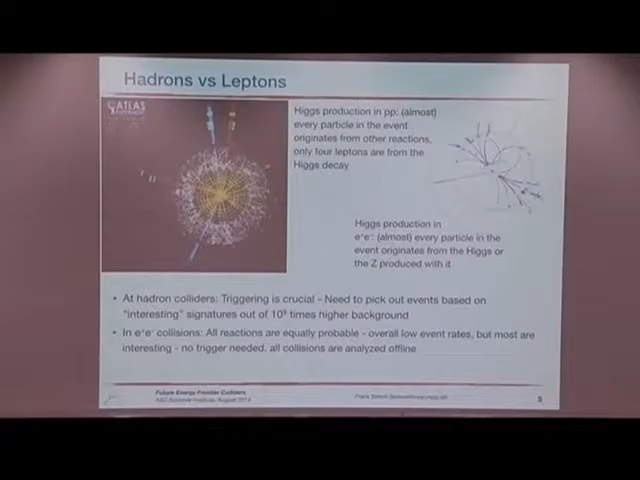 Hadrons vs Leptons
ATLAS
EXPERIMENT
Higgs production in pp: (almost)
every particle in the event
originates from other reactions,
only four leptons are from the
Higgs decay
Higgs production in
e⁺e⁻: (almost) every particle in the
event originates from the Higgs or
the Z produced with it
• At hadron colliders: Triggering is crucial - Need to pick out events based on
"interesting" signatures out of 10⁹ times higher background
• In e⁺e⁻ collisions: All reactions are equally probable - overall low event rates, but most are
interesting - no trigger needed, all collisions are analyzed offline
Future Energy Frontier Colliders
Summer Institute, August 2014
Frank Simon
5